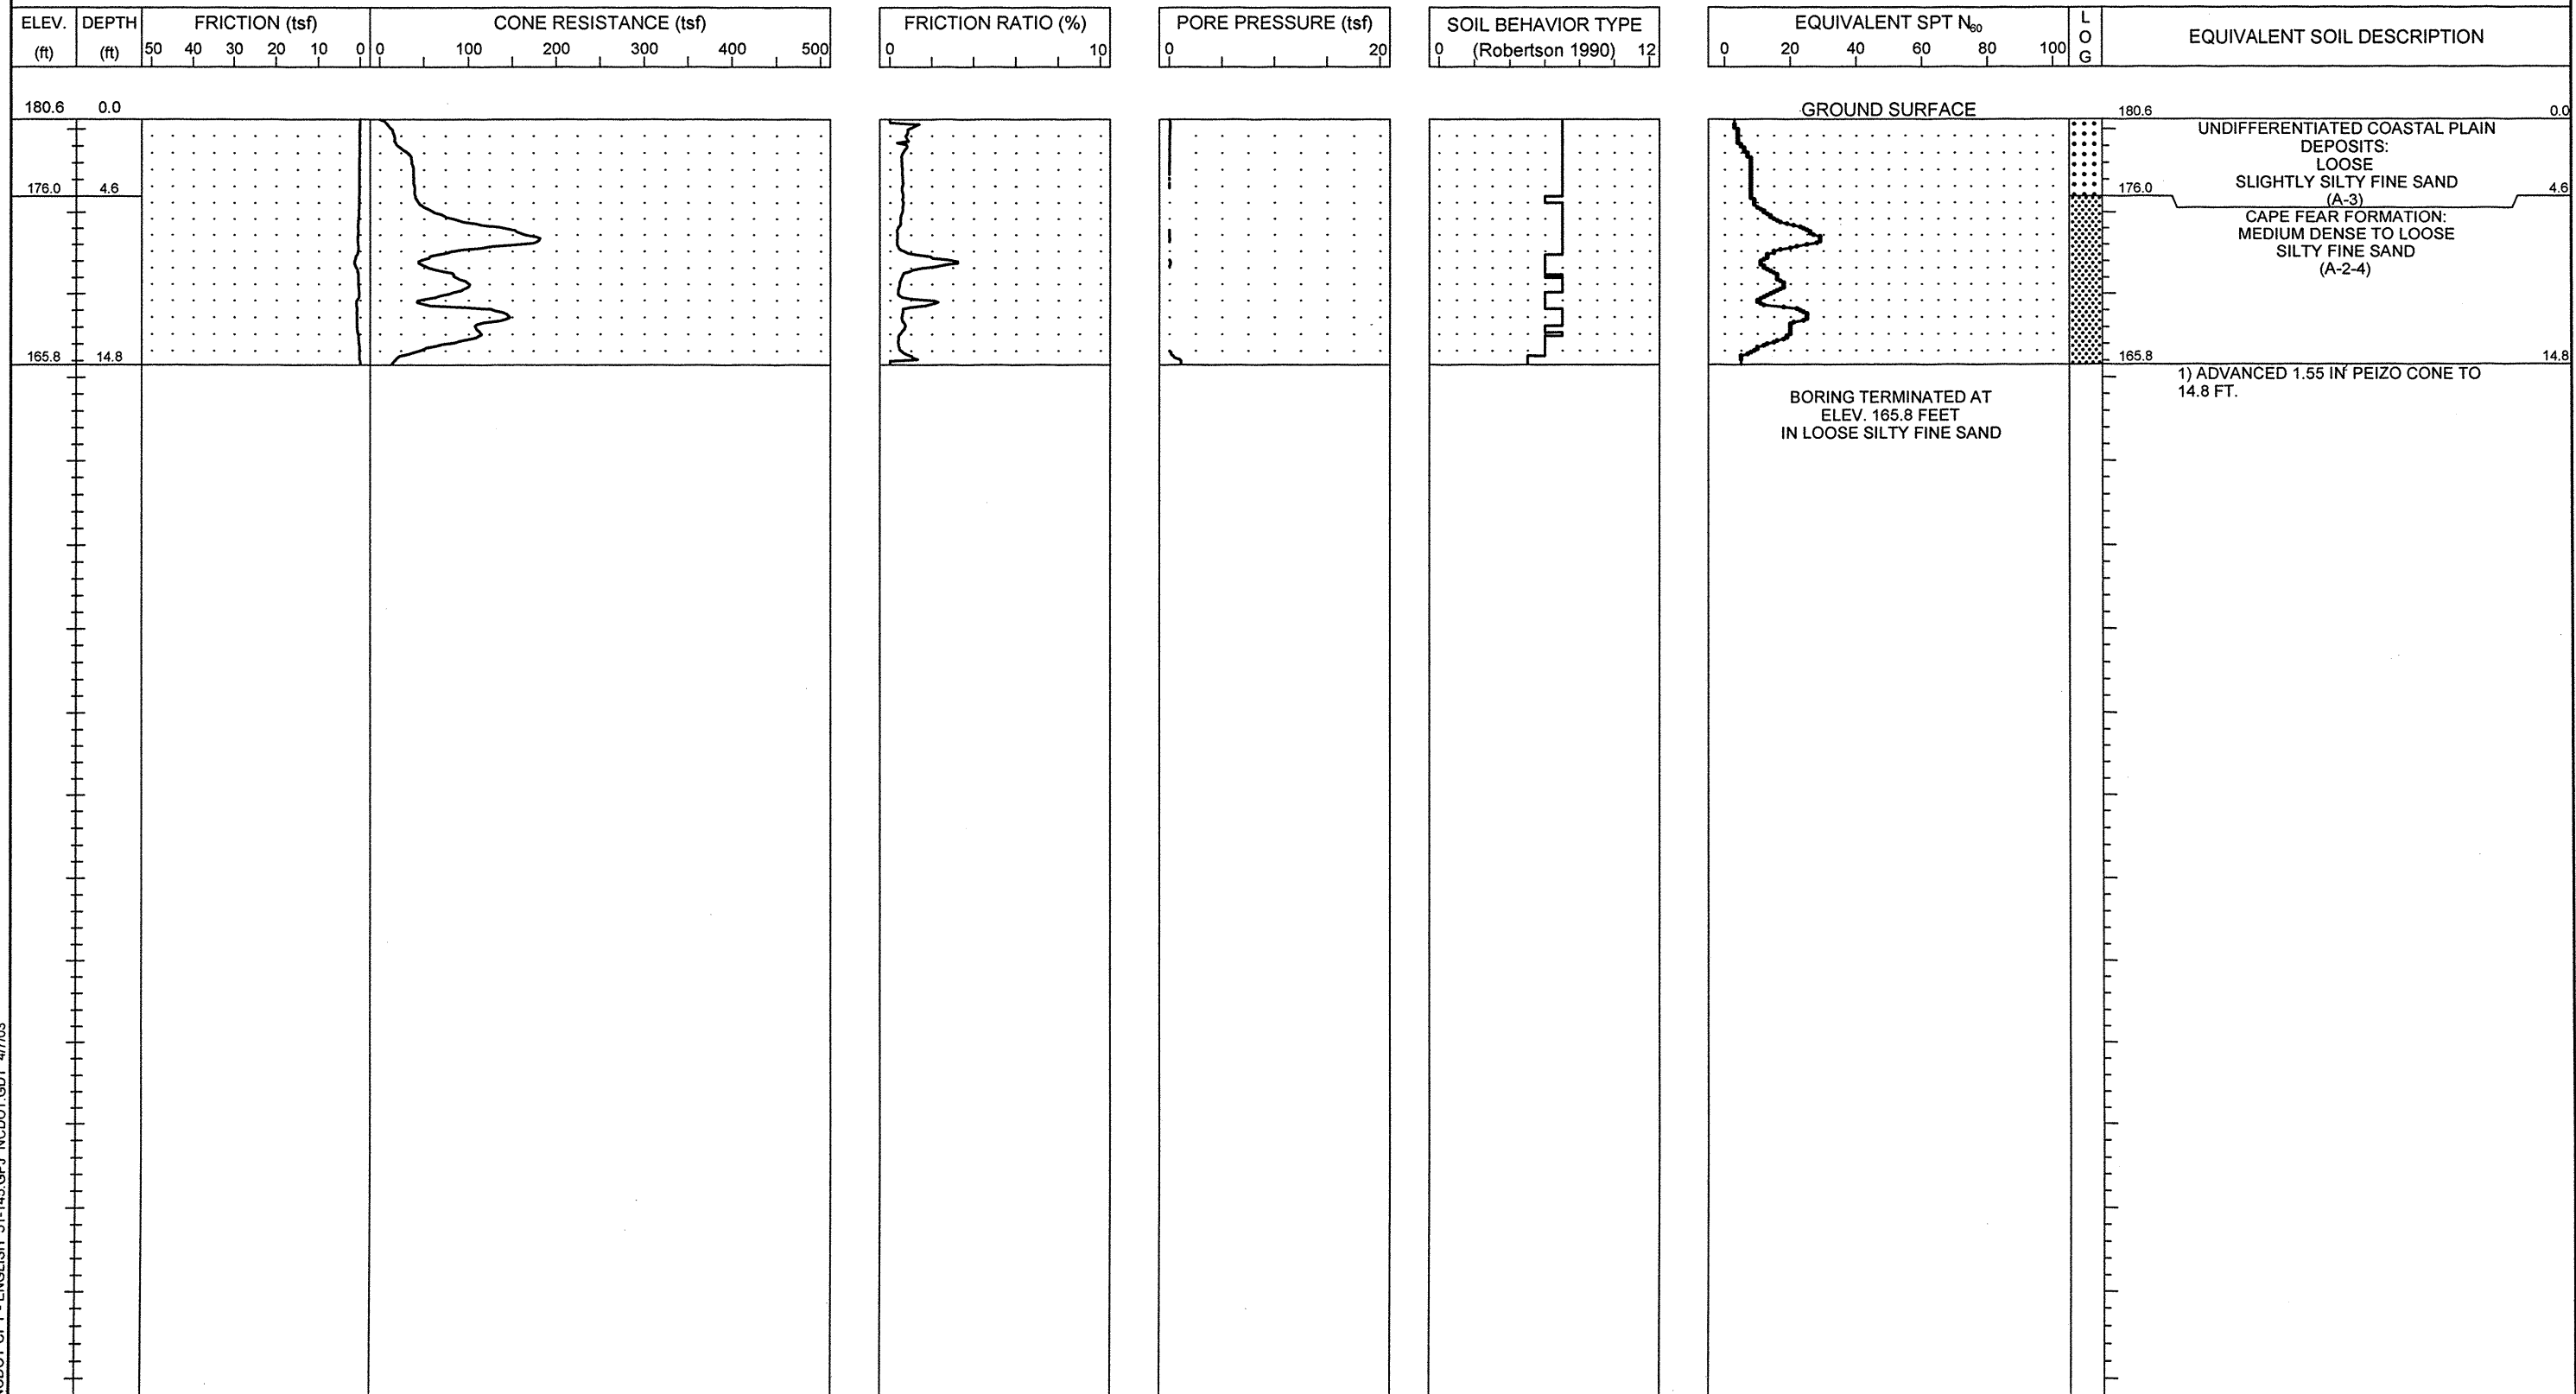 ELEV.
(ft)
DEPTH
(ft)
FRICTION (tsf)
50 40 30 20 10 0
CONE RESISTANCE (tsf)
0 100 200 300 400 500
FRICTION RATIO (%)
0 10
PORE PRESSURE (tsf)
0 20
SOIL BEHAVIOR TYPE
0 (Robertson 1990) 12
EQUIVALENT SPT N60
0 20 40 60 80 100
L
O
G
EQUIVALENT SOIL DESCRIPTION
180.6 0.0
GROUND SURFACE
180.6 0.0
UNDIFFERENTIATED COASTAL PLAIN
DEPOSITS:
LOOSE
SLIGHTLY SILTY FINE SAND
(A-3)
176.0 4.6
176.0 4.6
CAPE FEAR FORMATION:
MEDIUM DENSE TO LOOSE
SILTY FINE SAND
(A-2-4)
165.8 14.8
165.8 14.8
1) ADVANCED 1.55 IN PEIZO CONE TO
14.8 FT.
BORING TERMINATED AT
ELEV. 165.8 FEET
IN LOOSE SILTY FINE SAND
4/7/03